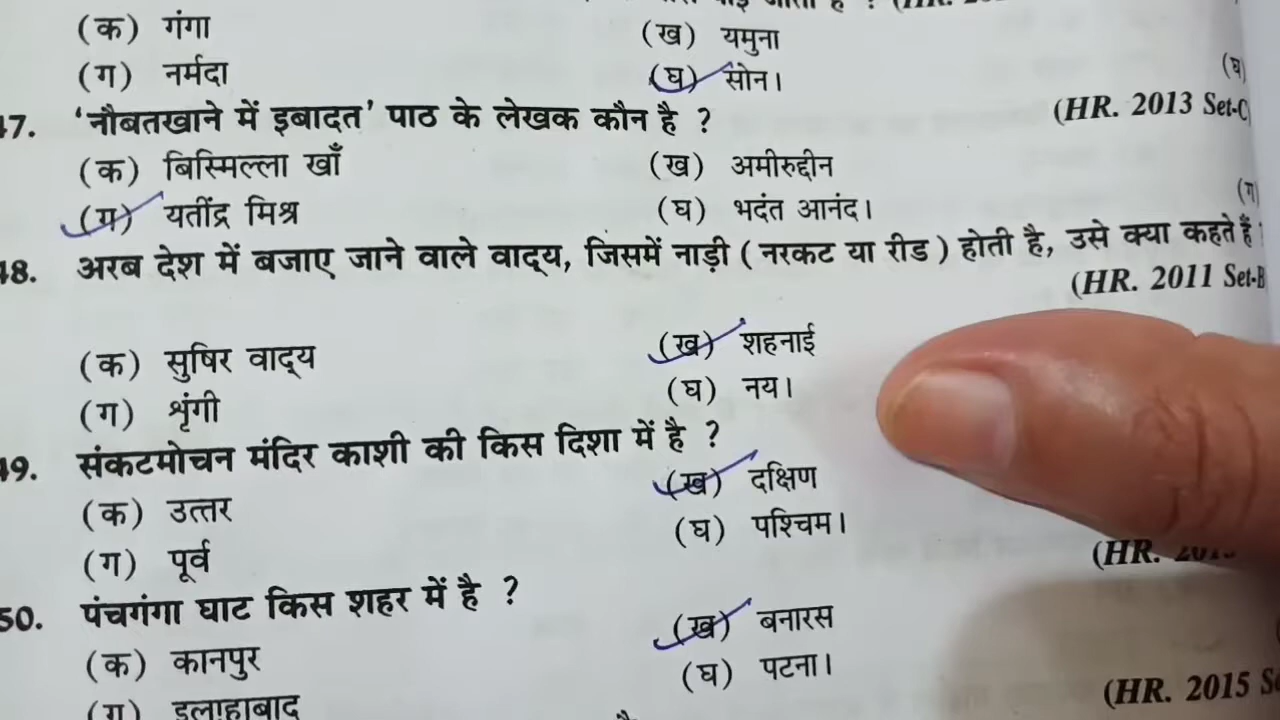 (क) गंगा (ख) यमुना
(ग) नर्मदा (घ) सोन। (घ)
47. 'नौबतखाने में इबादत' पाठ के लेखक कौन है ? (HR. 2013 Set-C)
(क) बिस्मिल्ला खाँ (ख) अमीरुद्दीन
(ग) यतींद्र मिश्र (घ) भदंत आनंद। (ग)
48. अरब देश में बजाए जाने वाले वाद्य, जिसमें नाड़ी ( नरकट या रीड ) होती है, उसे क्या कहते हैं
(HR. 2011 Set-B
(क) सुषिर वाद्य (ख) शहनाई
(ग) शृंगी (घ) नय।
49. संकटमोचन मंदिर काशी की किस दिशा में है ?
(क) उत्तर (ख) दक्षिण
(ग) पूर्व (घ) पश्चिम।
(HR.
50. पंचगंगा घाट किस शहर में है ?
(क) कानपुर (ख) बनारस
(ग) इलाहाबाद (घ) पटना।
(HR. 2015